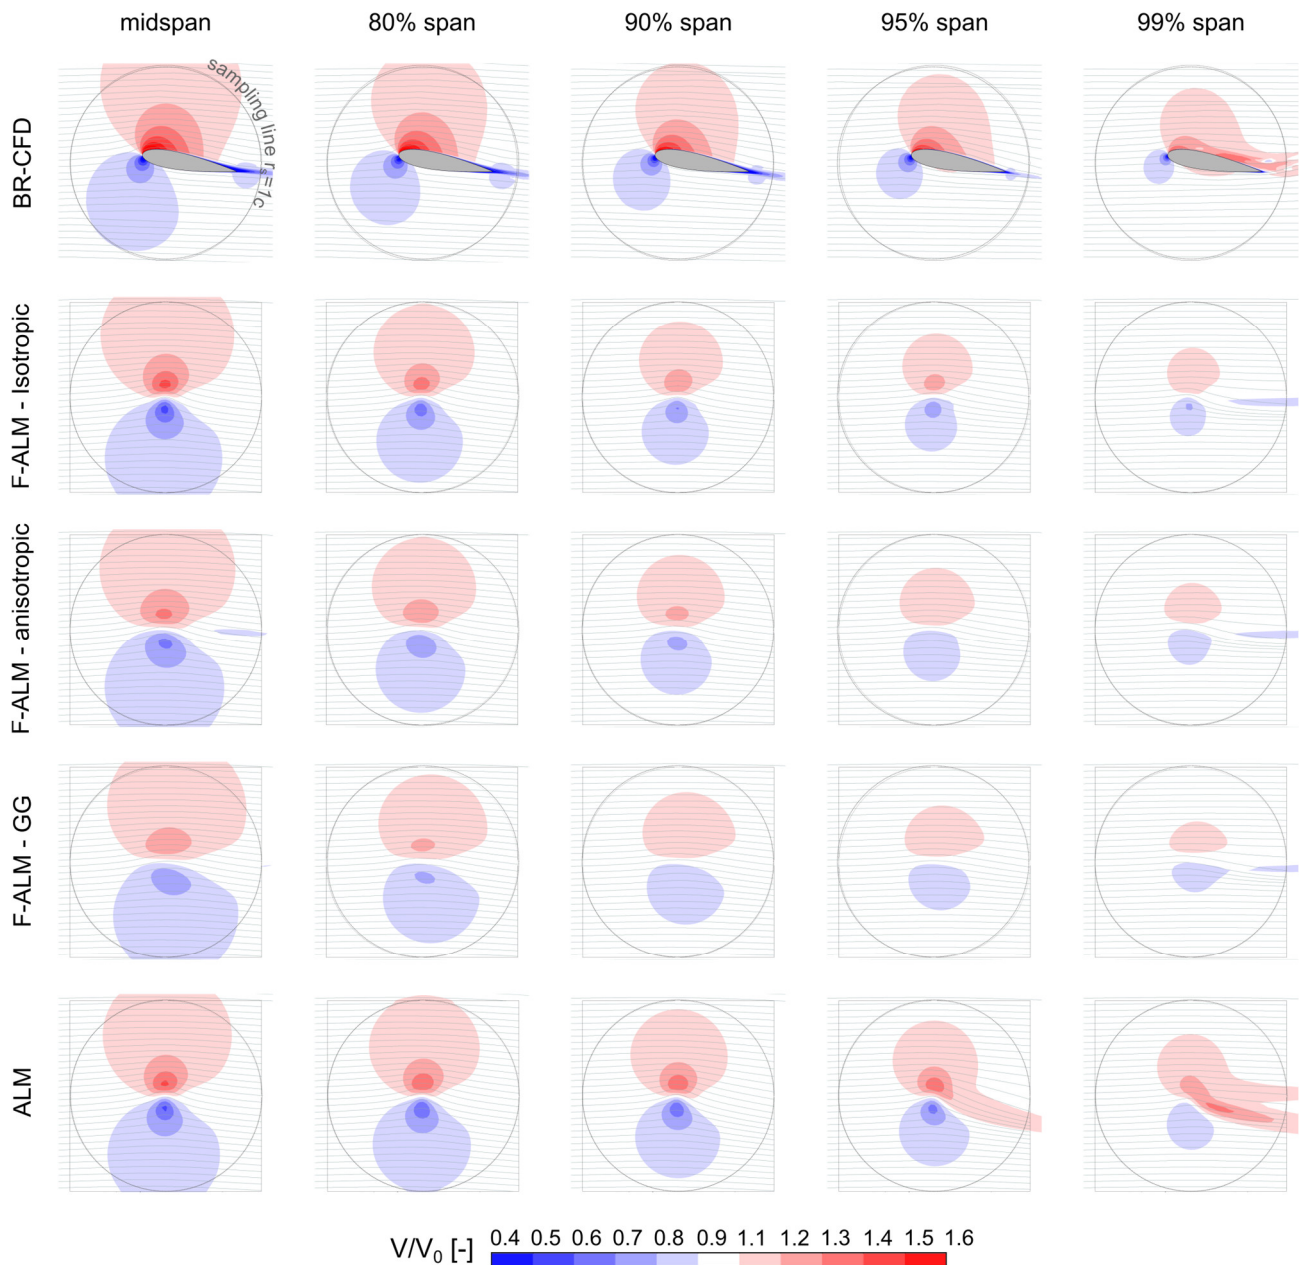 midspan 80% span 90% span 95% span 99% span
BR-CFD
sampling line rₛ=1c
F-ALM - Isotropic
F-ALM - anisotropic
F-ALM - GG
ALM
V/V₀ [-] 0.4 0.5 0.6 0.7 0.8 0.9 1.1 1.2 1.3 1.4 1.5 1.6